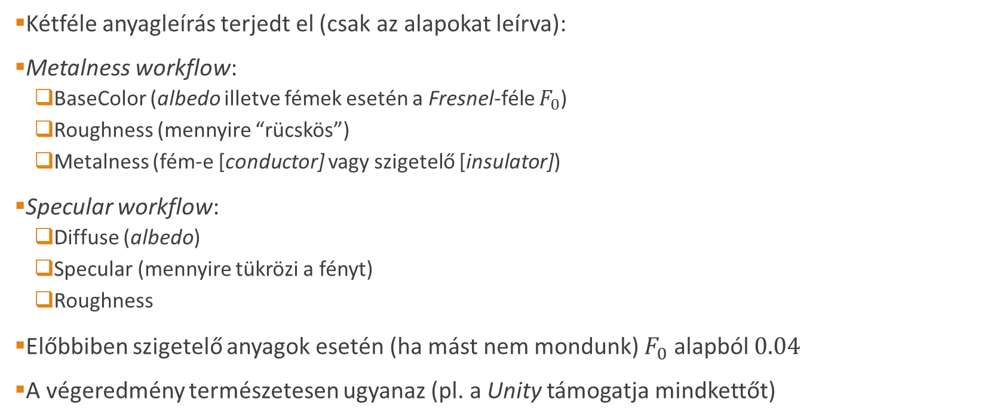 ▪Kétféle anyagleírás terjedt el (csak az alapokat leírva):
▪Metalness workflow:
❑BaseColor (albedo illetve fémek esetén a Fresnel-féle F₀)
❑Roughness (mennyire “rücskös”)
❑Metalness (fém-e [conductor] vagy szigetelő [insulator])
▪Specular workflow:
❑Diffuse (albedo)
❑Specular (mennyire tükrözi a fényt)
❑Roughness
▪Előbbiben szigetelő anyagok esetén (ha mást nem mondunk) F₀ alapból 0.04
▪A végeredmény természetesen ugyanaz (pl. a Unity támogatja mindkettőt)